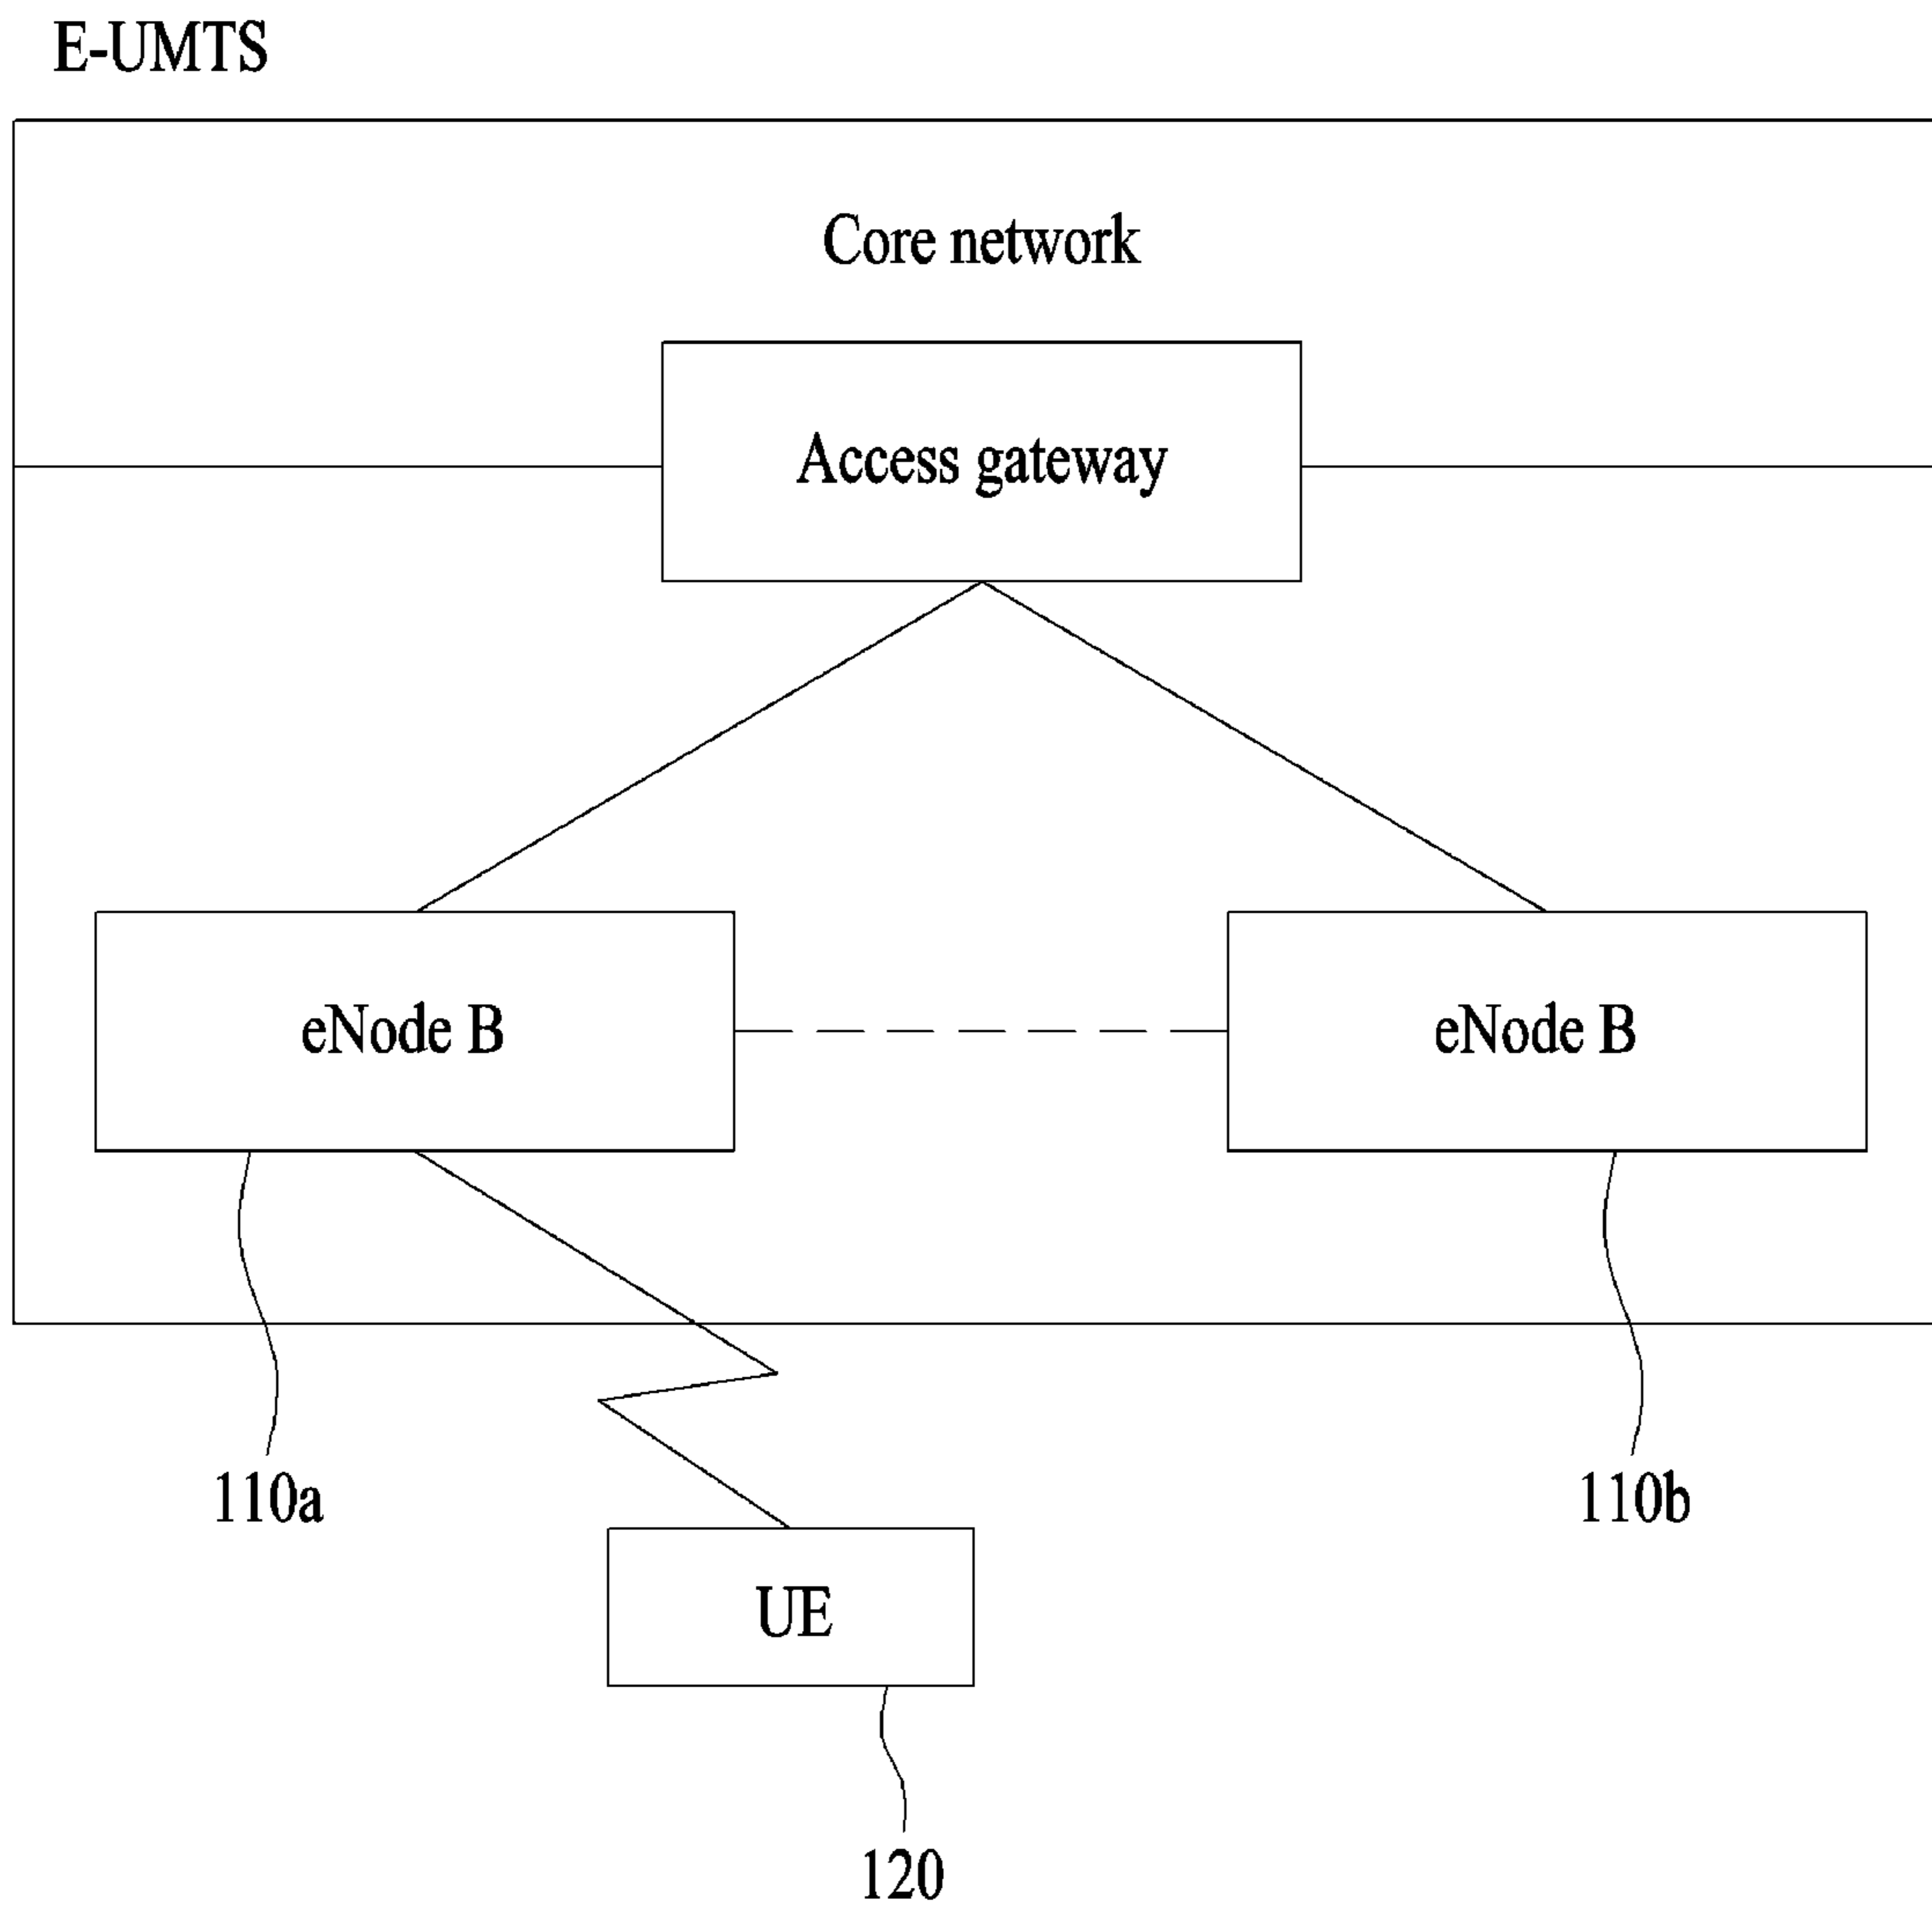 E-UMTS
Core network
Access gateway
eNode B
eNode B
110a
110b
UE
120